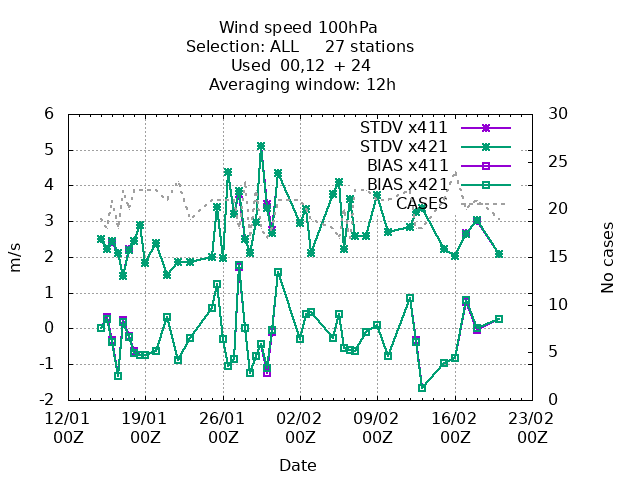 Wind speed 100hPa
Selection: ALL 27 stations
Used 00,12 + 24
Averaging window: 12h
6 30
STDV x411
STDV x421
5 25
BIAS x411
BIAS x421
4 20
CASES
3
m/s
No cases
2 15
1 10
0
-1 5
-2 0
12/01 19/01 26/01 02/02 09/02 16/02 23/02
00Z 00Z 00Z 00Z 00Z 00Z 00Z
Date